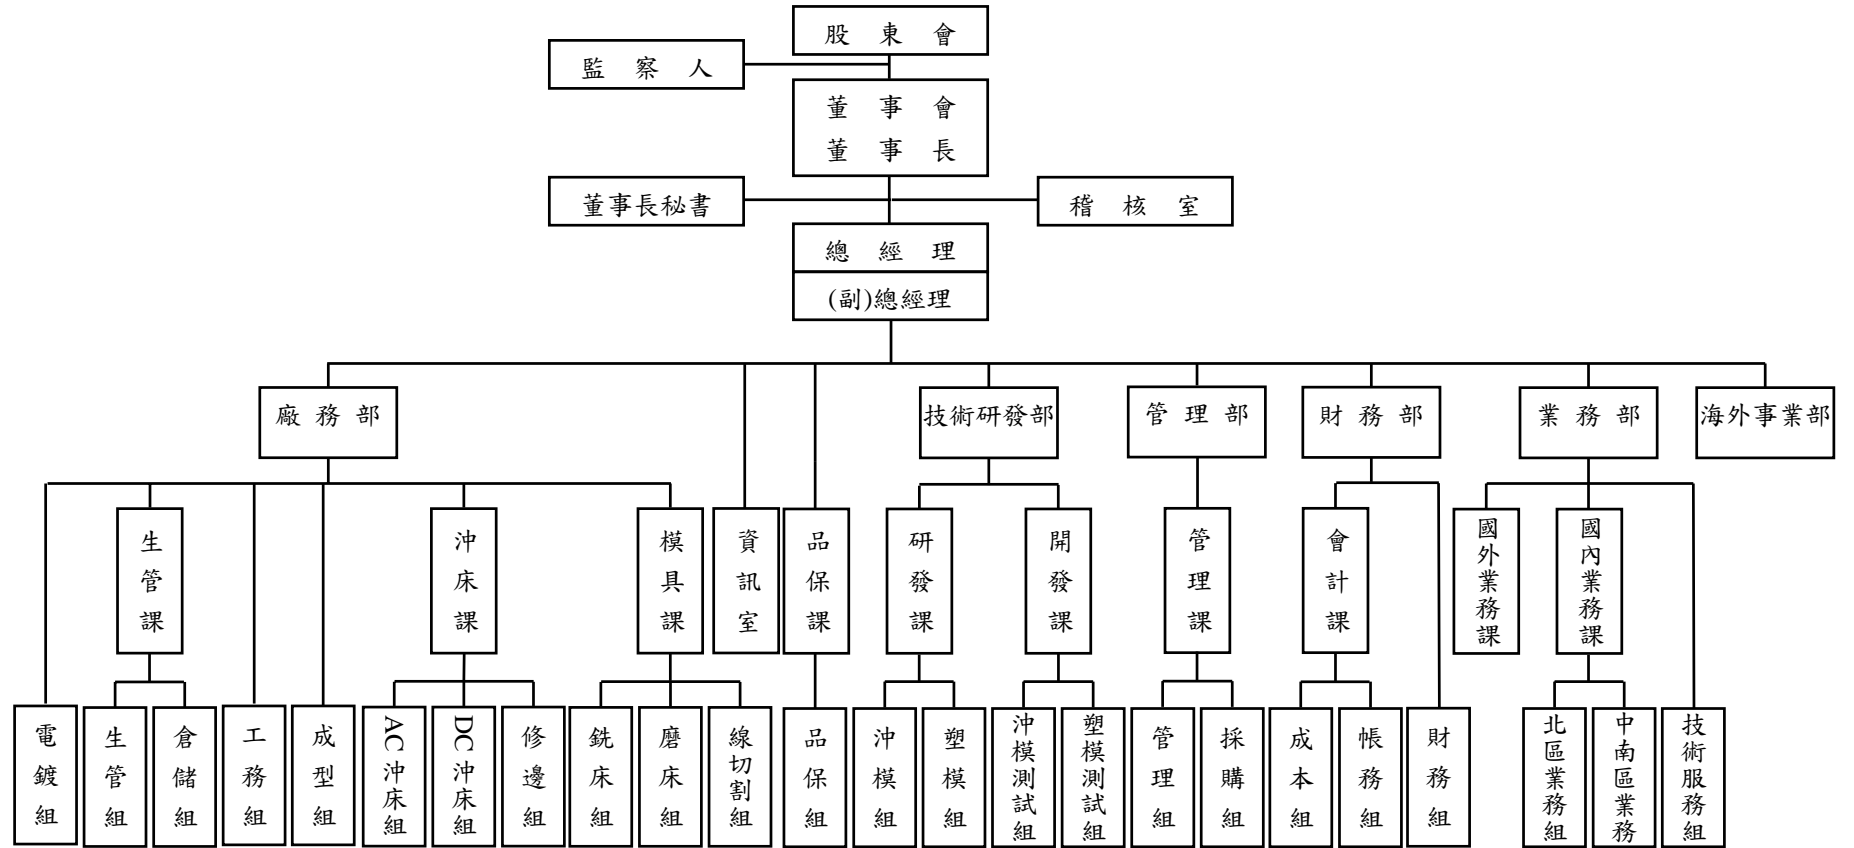 股東會
監察人
董事會
董事長
董事長秘書
稽核室
總經理
(副)總經理
廠務部
技術研發部
管理部
財務部
業務部
海外事業部
生管課
沖床課
模具課
資訊室
品保課
研發課
開發課
管理課
會計課
國外業務課
國內業務課
電鍍組
生管組
倉儲組
工務組
成型組
AC沖床組
DC沖床組
修邊組
銑床組
磨床組
線切割組
品保組
沖模組
塑模組
沖模測試組
塑模測試組
管理組
採購組
成本組
帳務組
財務組
北區業務組
中南區業務
技術服務組